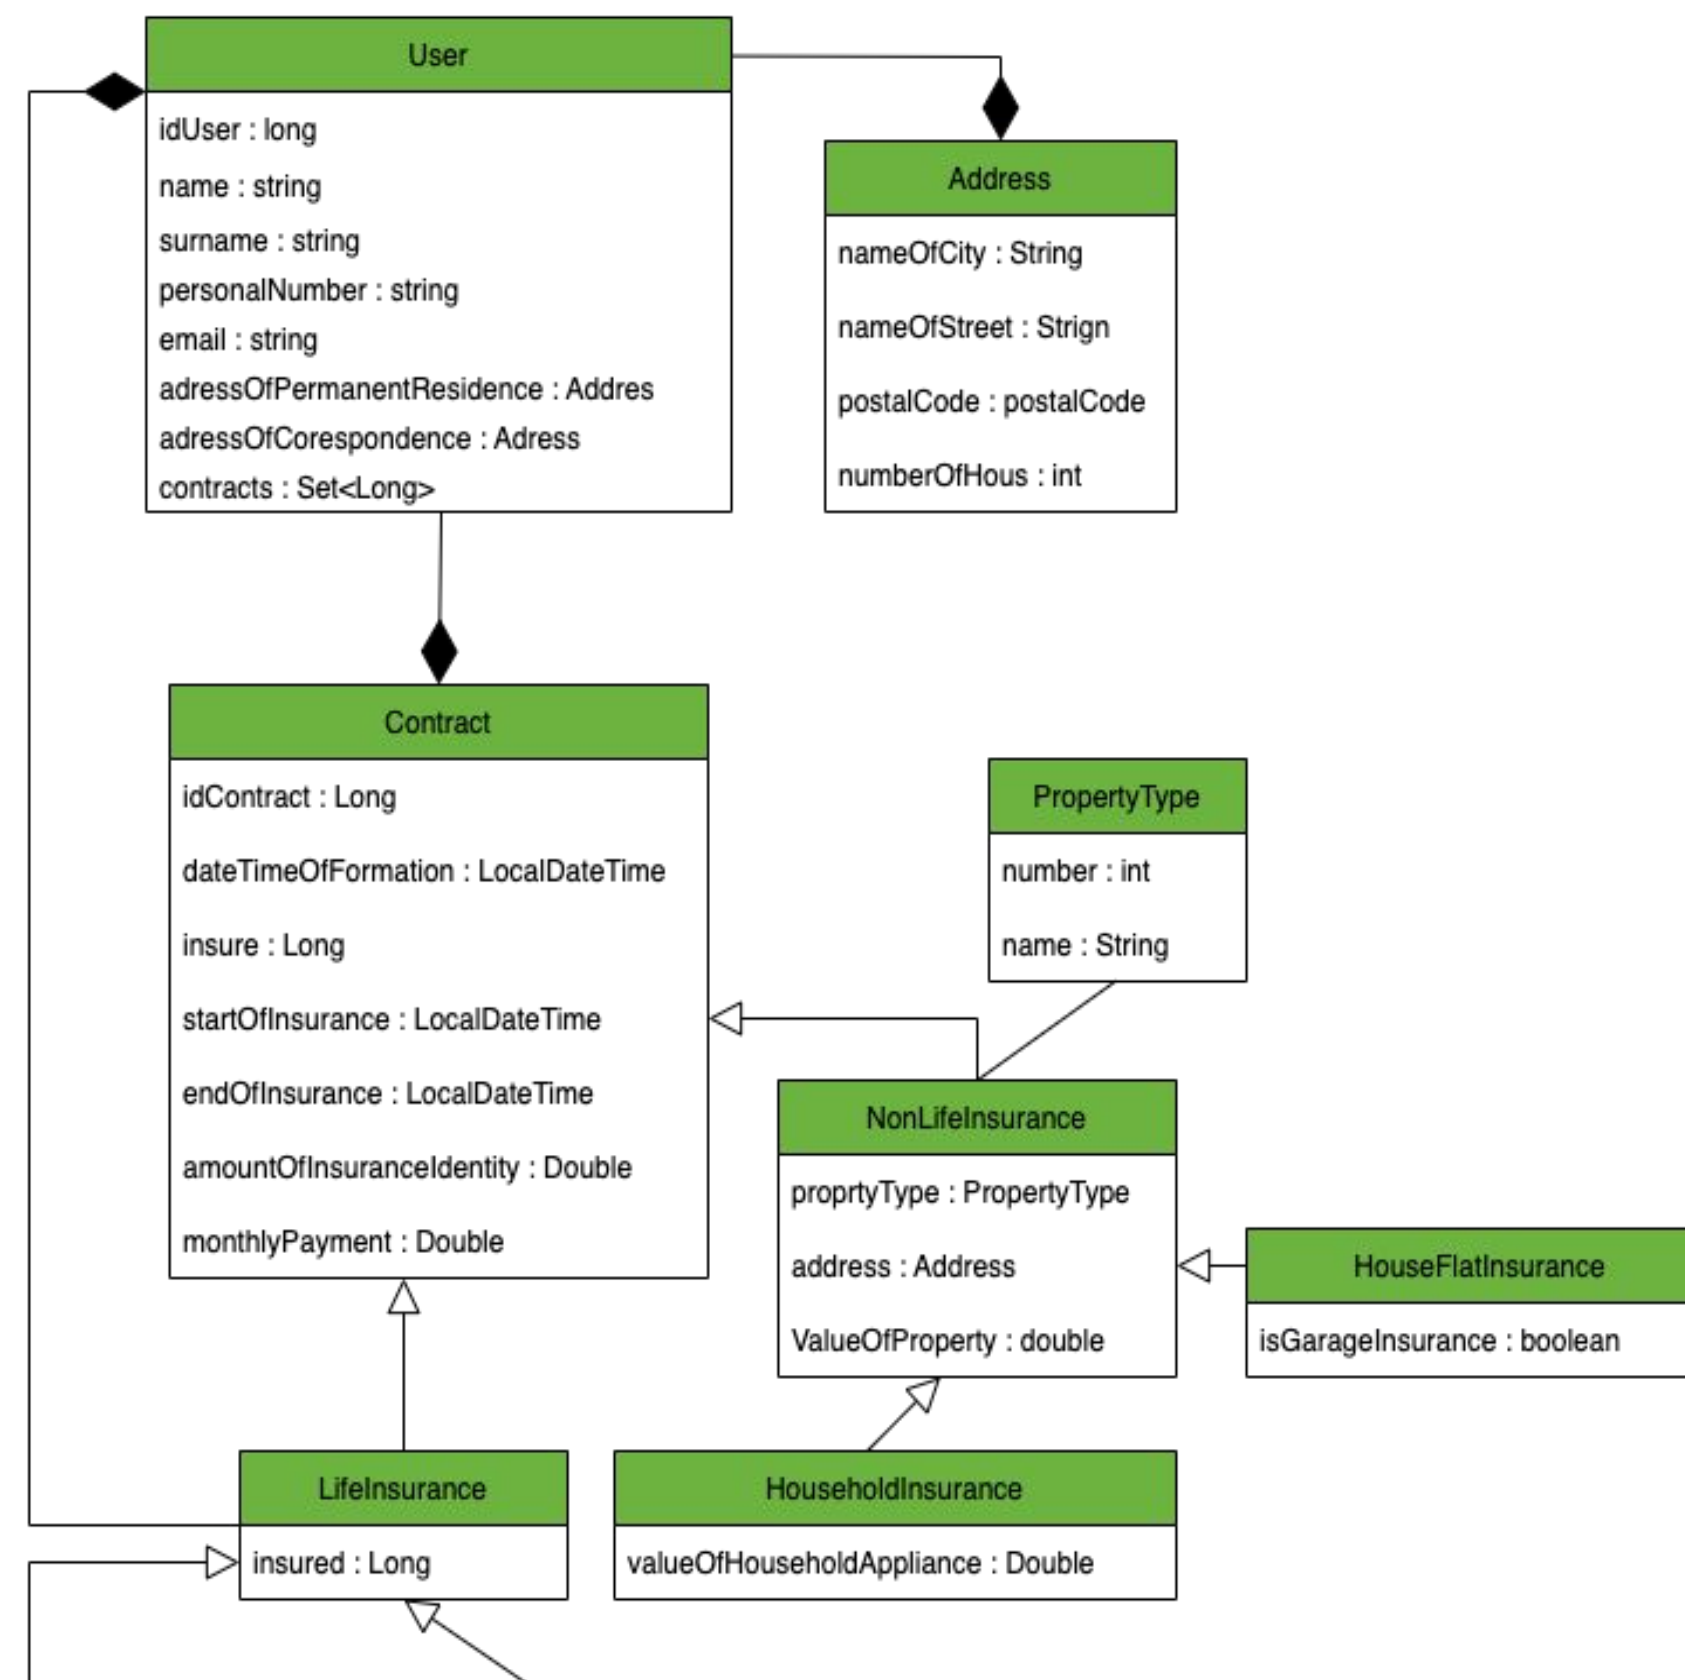 User
idUser : long
name : string
surname : string
personalNumber : string
email : string
adressOfPermanentResidence : Addres
adressOfCorespondence : Adress
contracts : Set<Long>
Address
nameOfCity : String
nameOfStreet : Strign
postalCode : postalCode
numberOfHous : int
Contract
idContract : Long
dateTimeOfFormation : LocalDateTime
insure : Long
startOfInsurance : LocalDateTime
endOfInsurance : LocalDateTime
amountOfInsuranceIdentity : Double
monthlyPayment : Double
PropertyType
number : int
name : String
NonLifeInsurance
proprtyType : PropertyType
address : Address
ValueOfProperty : double
HouseFlatInsurance
isGarageInsurance : boolean
LifeInsurance
insured : Long
HouseholdInsurance
valueOfHouseholdAppliance : Double